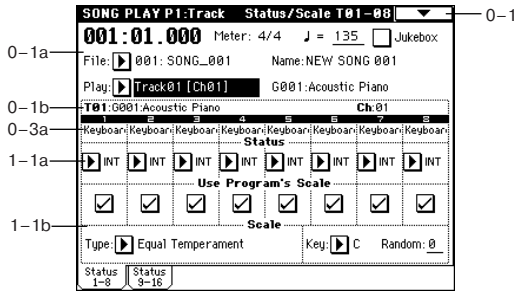 SONG PLAY P1:Track Status/Scale T01-08
0-1
001:01.000 Meter: 4/4 ♩ = 135 Jukebox
0-1a
File: 001: SONG_001 Name:NEW SONG 001
Play: Track01 [Ch01] G001:Acoustic Piano
0-1b
T01:G001:Acoustic Piano Ch:01
1 2 3 4 5 6 7 8
0-3a
Keyboar Keyboar Keyboar Keyboar Keyboar Keyboar Keyboar Keyboar
Status
1-1a
INT INT INT INT INT INT INT INT
Use Program's Scale
1-1b
Scale
Type: Equal Temperament Key: C Random: 0
Status 1-8 Status 9-16